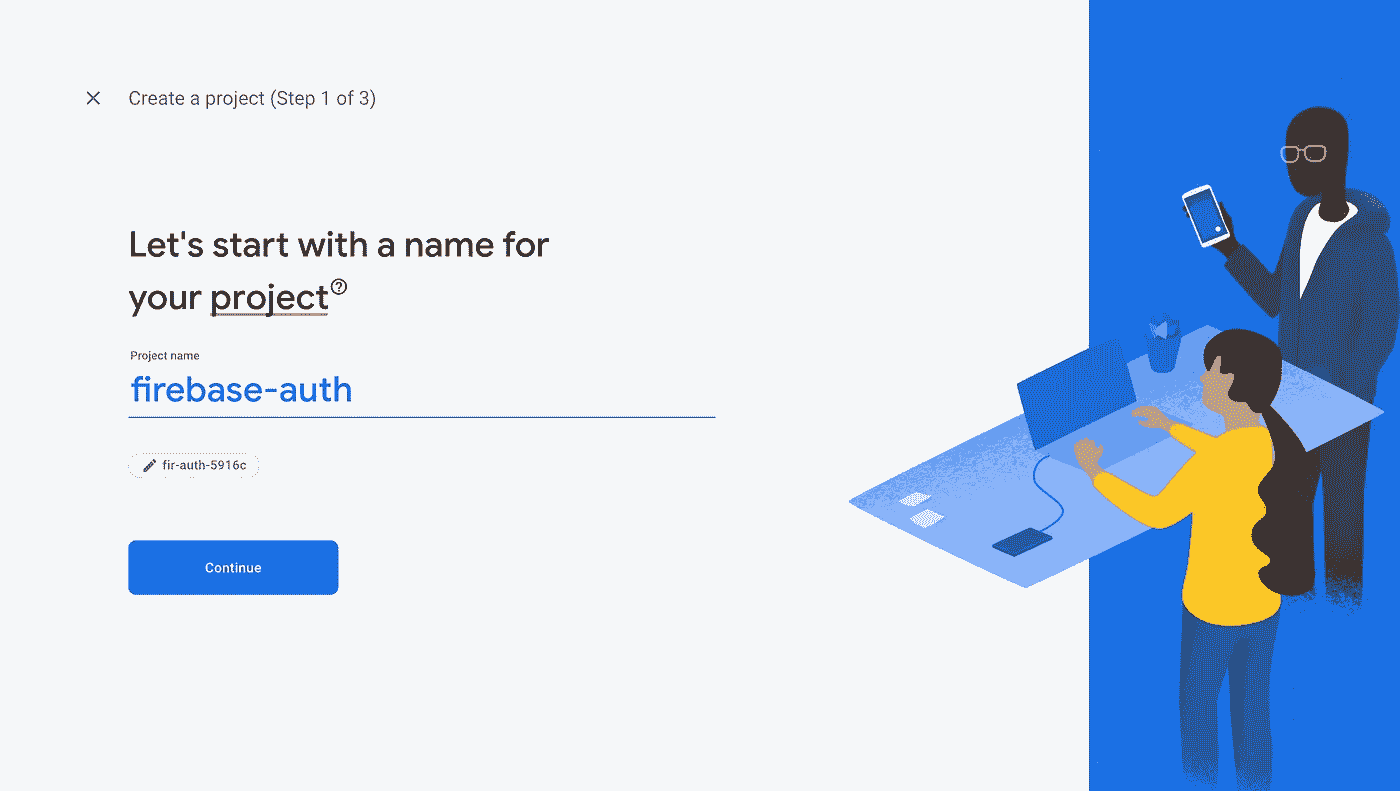 Create a project (Step 1 of 3)
Let's start with a name for
your project
Project name
firebase-auth
fir-auth-5916c
Continue